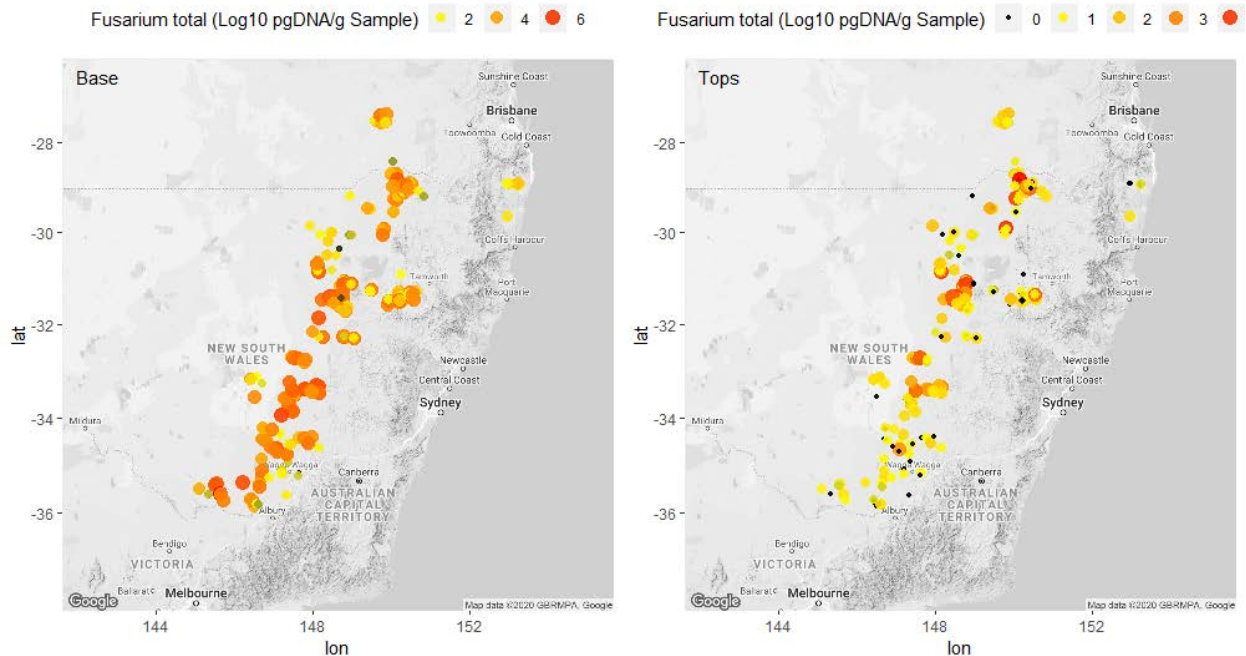 Fusarium total (Log10 pgDNA/g Sample) 2 4 6
Base
Sunshine Coast
Brisbane
Toowoomba
Gold Coast
-28
-30
Coffs Harbour
Tamworth
Port
Macquarie
-32
lat
NEW SOUTH
WALES
Newcastle
Central Coast
-34
Sydney
Mildura
Wagga Wagga
Canberra
AUSTRALIAN
CAPITAL
TERRITORY
-36
Albury
Bendigo
VICTORIA
Ballarat
Melbourne
Google
Map data ©2020 GBRMPA, Google
144
148
152
lon
Fusarium total (Log10 pgDNA/g Sample) 0 1 2 3
Tops
Sunshine Coast
Brisbane
Toowoomba
Gold Coast
-28
-30
Coffs Harbour
Tamworth
Port
Macquarie
-32
lat
NEW SOUTH
WALES
Newcastle
Central Coast
-34
Sydney
Mildura
Wagga Wagga
Canberra
AUSTRALIAN
CAPITAL
TERRITORY
-36
Albury
Bendigo
VICTORIA
Ballarat
Melbourne
Google
Map data ©2020 GBRMPA, Google
144
148
152
lon